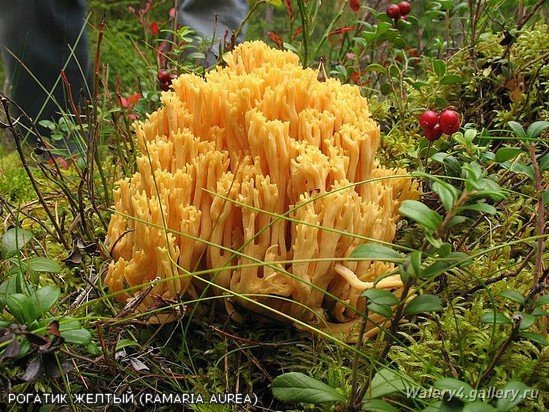 РОГАТИК ЖЕЛТЫЙ (RAMARIA AUREA)
Walery4.gallery.ru